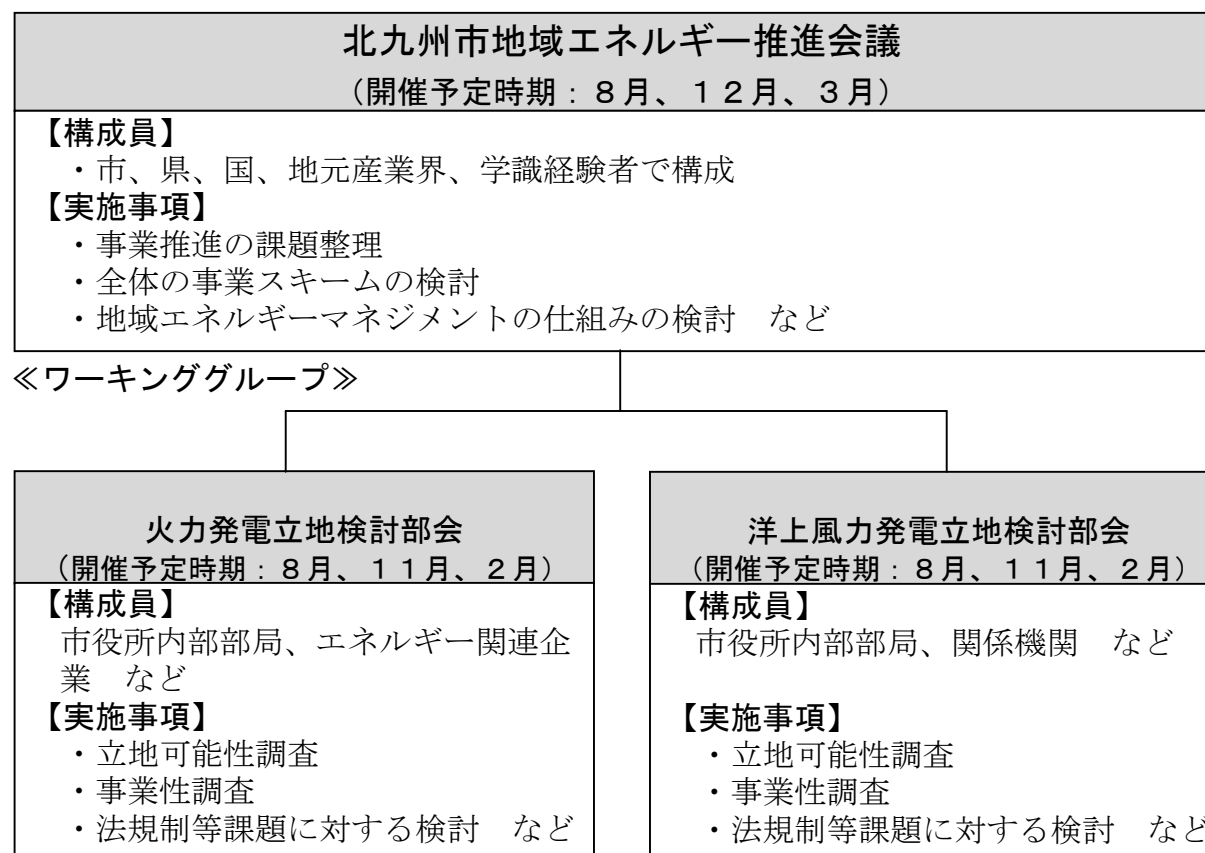 北九州市地域エネルギー推進会議
（開催予定時期：８月、１２月、３月）
【構成員】
・市、県、国、地元産業界、学識経験者で構成
【実施事項】
・事業推進の課題整理
・全体の事業スキームの検討
・地域エネルギーマネジメントの仕組みの検討　など
≪ワーキンググループ≫
火力発電立地検討部会
（開催予定時期：８月、１１月、２月）
【構成員】
市役所内部部局、エネルギー関連企
業　など
【実施事項】
・立地可能性調査
・事業性調査
・法規制等課題に対する検討　など
洋上風力発電立地検討部会
（開催予定時期：８月、１１月、２月）
【構成員】
市役所内部部局、関係機関　など
【実施事項】
・立地可能性調査
・事業性調査
・法規制等課題に対する検討　など